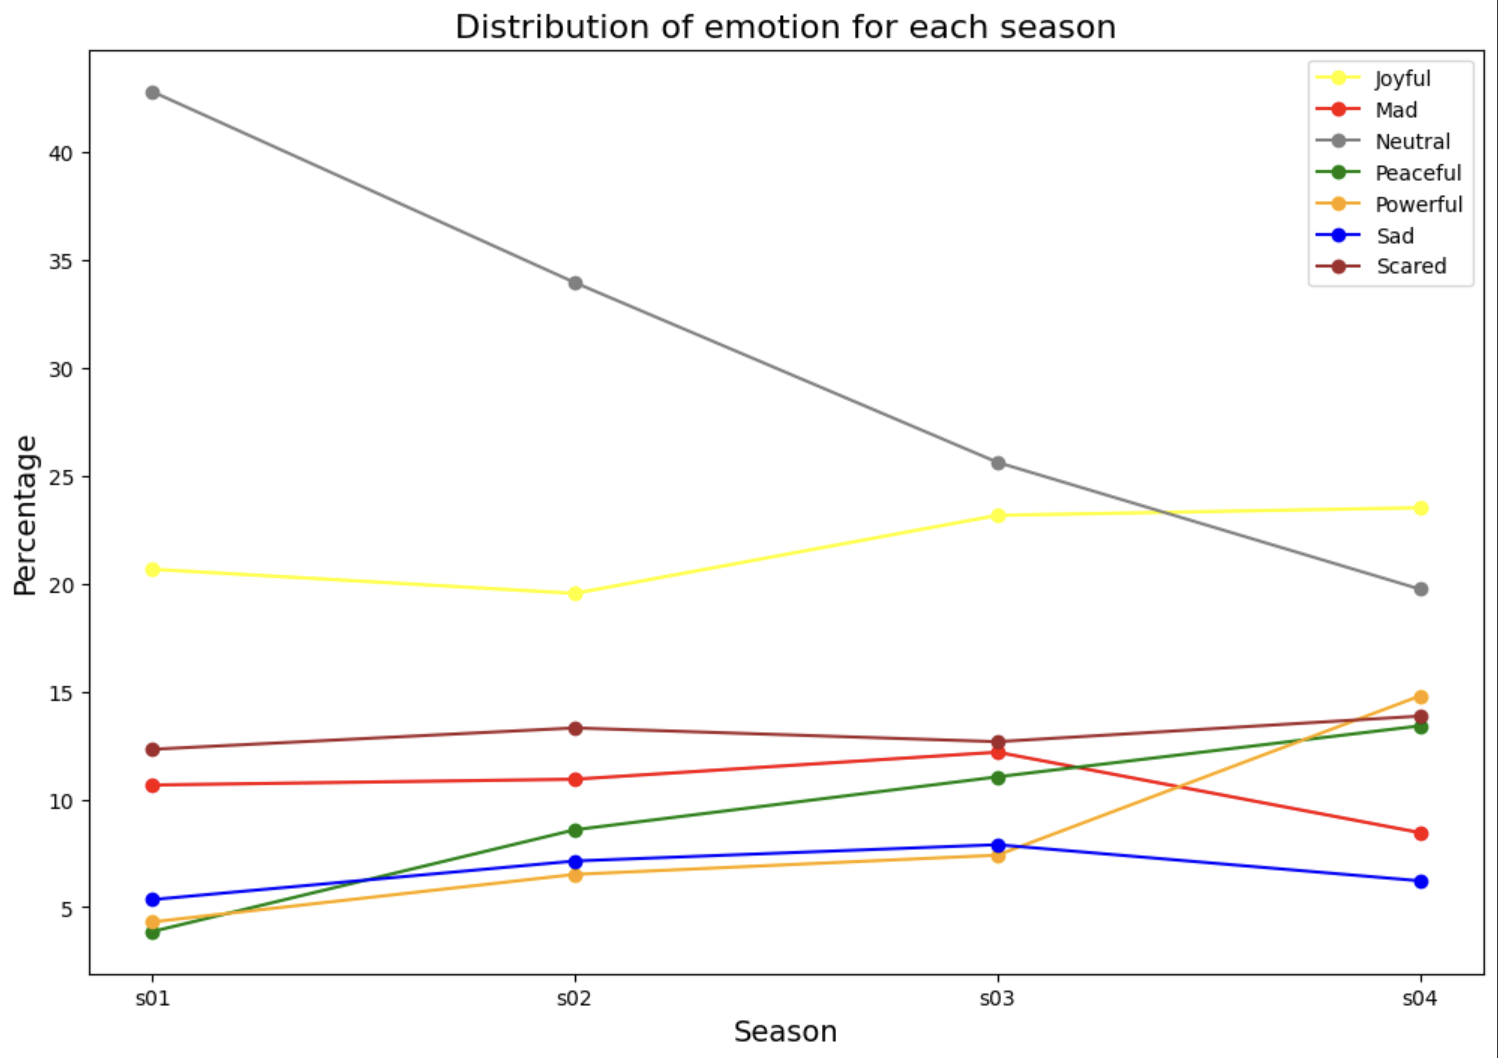 Distribution of emotion for each season
Joyful
Mad
Neutral
Peaceful
Powerful
Sad
Scared
40
35
30
25
20
15
10
5
Percentage
s01 s02 s03 s04
Season